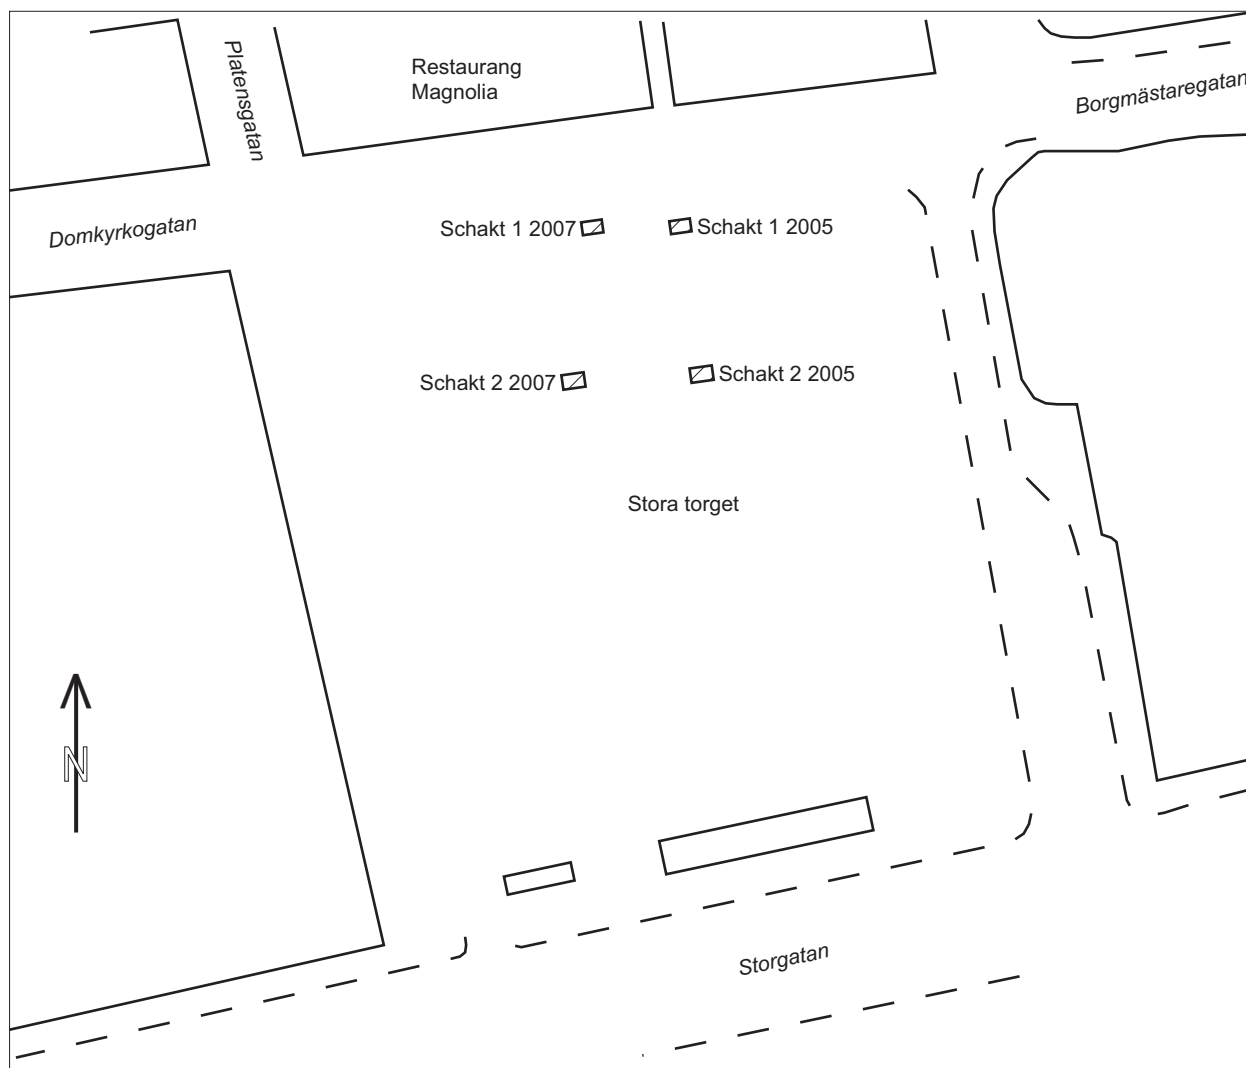 Platensgatan
Restaurang
Magnolia
Borgmästaregatan
Domkyrkogatan
Schakt 1 2007
Schakt 1 2005
Schakt 2 2007
Schakt 2 2005
Stora torget
N
Storgatan